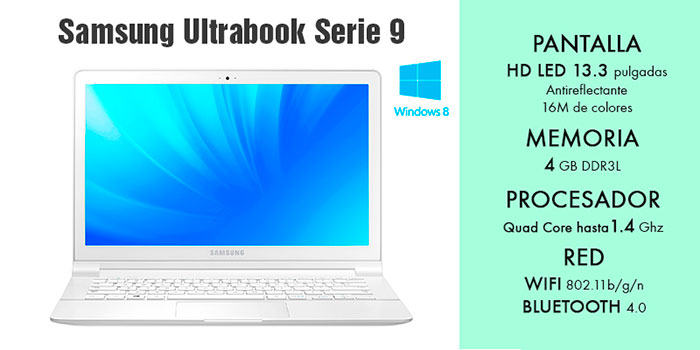 Samsung Ultrabook Serie 9
Windows 8
SAMSUNG
PANTALLA
HD LED 13.3 pulgadas
Antireflectante
16M de colores
MEMORIA
4 GB DDR3L
PROCESADOR
Quad Core hasta 1.4 Ghz
RED
WIFI 802.11b/g/n
BLUETOOTH 4.0